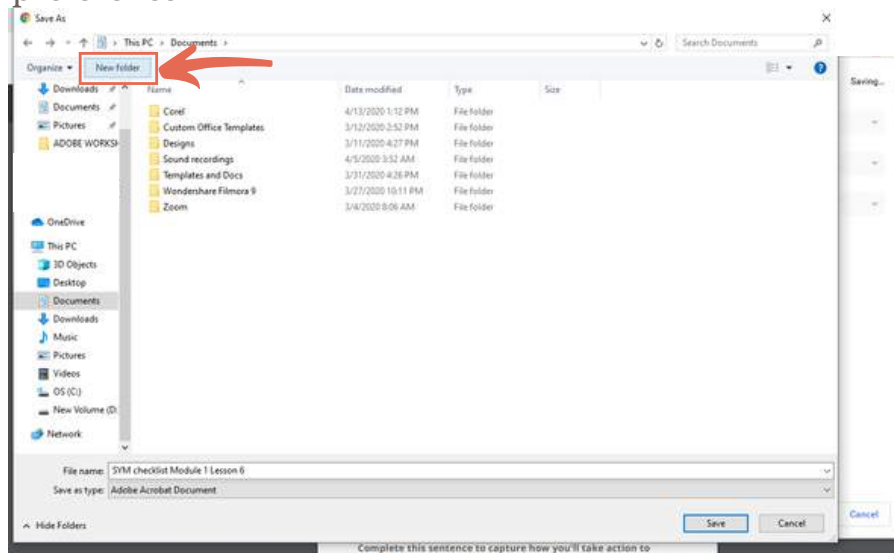 Save As
This PC > Documents >
Search Documents
Organize
New folder
Saving...
Downloads
Documents
Pictures
ADOBE WORKSH
OneDrive
This PC
3D Objects
Desktop
Documents
Downloads
Music
Pictures
Videos
OS (C:)
New Volume (D:
Network
Name Date modified Type Size
Corel 4/13/2020 1:12 PM File folder
Custom Office Templates 3/12/2020 2:52 PM File folder
Designs 3/11/2020 4:27 PM File folder
Sound recordings 4/5/2020 3:52 AM File folder
Templates and Docs 3/31/2020 4:26 PM File folder
Wondershare Filmora 9 3/27/2020 10:11 PM File folder
Zoom 3/4/2020 8:06 AM File folder
File name: SYM checklist Module 1 Lesson 6
Save as type: Adobe Acrobat Document
Hide Folders
Save Cancel
Cancel
Complete this sentence to capture how you'll take action to